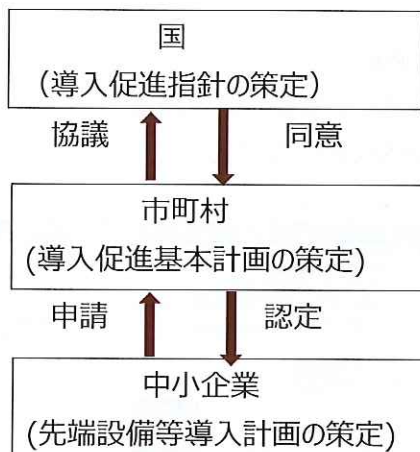 国
(導入促進指針の策定)
協議 同意
市町村
(導入促進基本計画の策定)
申請 認定
中小企業
(先端設備等導入計画の策定)